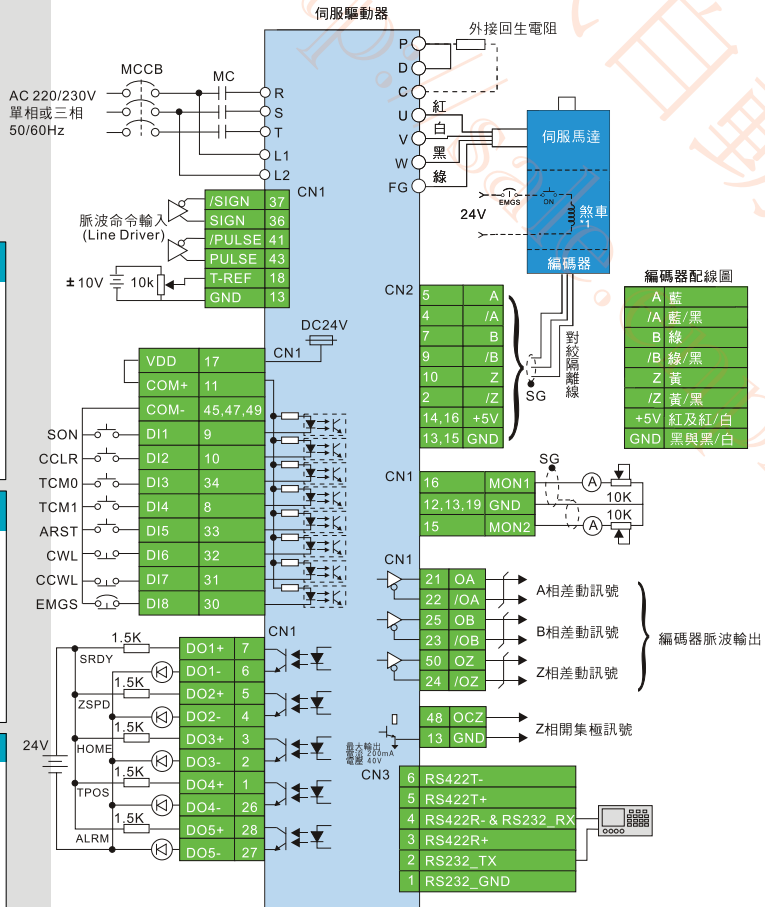 伺服驅動器
P
外接回生電阻
D
C
MCCB
MC
AC 220/230V
單相或三相
50/60Hz
R
S
T
L1
L2
U 紅
V 白
W 黑
FG 綠
伺服馬達
24V
EMGS
ON
煞車
*1
編碼器
CN1
脈波命令輸入
(Line Driver)
/SIGN 37
SIGN 36
/PULSE 41
PULSE 43
±10V 10k T-REF 18
GND 13
CN2
5 A
4 /A
7 B
9 /B
10 Z
2 /Z
14,16 +5V
13,15 GND
對絞隔離線
SG
編碼器配線圖
A 藍
/A 藍/黑
B 綠
/B 綠/黑
Z 黃
/Z 黃/黑
+5V 紅及紅/白
GND 黑與黑/白
DC24V
CN1
VDD 17
COM+ 11
COM- 45,47,49
SON DI1 9
CCLR DI2 10
TCM0 DI3 34
TCM1 DI4 8
ARST DI5 33
CWL DI6 32
CCWL DI7 31
EMGS DI8 30
CN1
SG
16 MON1 A
10K
12,13,19 GND
10K
15 MON2 A
CN1
21 OA
22 /OA
A相差動訊號
25 OB
23 /OB
B相差動訊號
50 OZ
24 /OZ
Z相差動訊號
編碼器脈波輸出
48 OCZ
13 GND
Z相開集極訊號
最大輸出
電流 200mA
電壓 40V
CN1
24V
1.5K DO1+ 7
SRDY
DO1- 6
1.5K DO2+ 5
ZSPD
DO2- 4
1.5K DO3+ 3
HOME
DO3- 2
1.5K DO4+ 1
TPOS
DO4- 26
1.5K DO5+ 28
ALRM
DO5- 27
CN3
6 RS422T-
5 RS422T+
4 RS422R- & RS232_RX
3 RS422R+
2 RS232_TX
1 RS232_GND